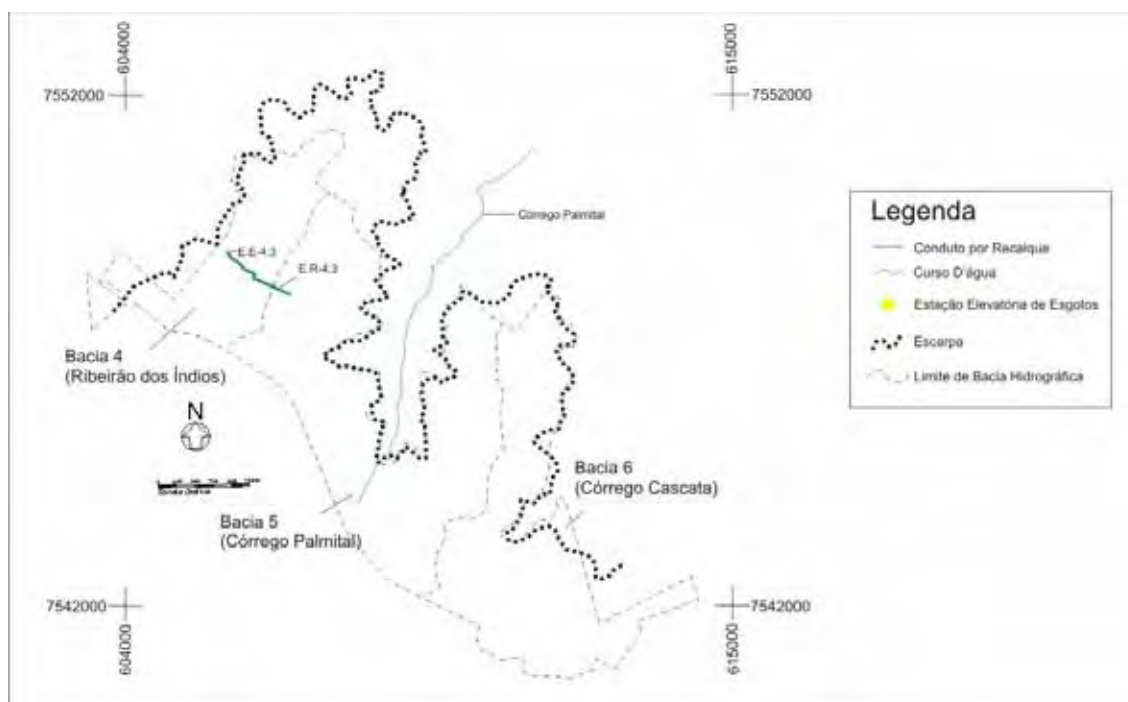 604000
615000
7552000
7552000
Córrego Palmital
E.E-4.3
E.R-4.3
Legenda
Conduto por Recalque
Curso D'água
Estação Elevatória de Esgotos
Escarpa
Limite de Bacia Hidrográfica
Bacia 4
(Ribeirão dos Índios)
N
Bacia 6
(Córrego Cascata)
Bacia 5
(Córrego Palmital)
7542000
7542000
604000
615000